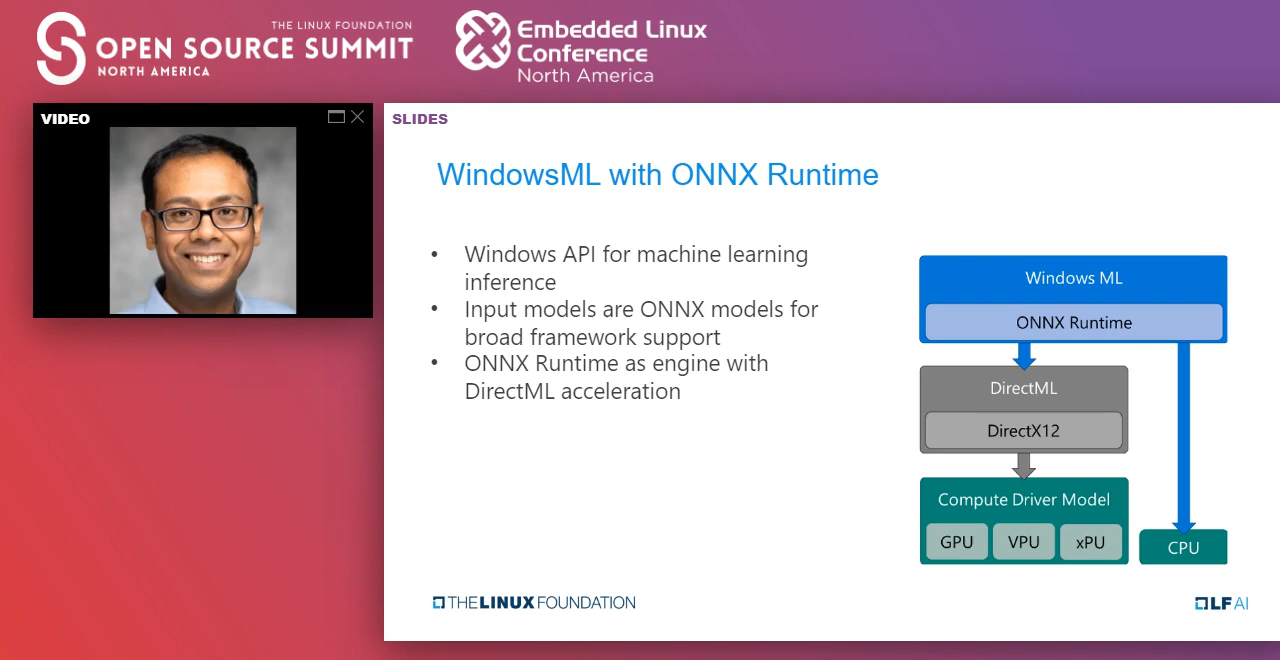 THE LINUX FOUNDATION
OPEN SOURCE SUMMIT
NORTH AMERICA
Embedded Linux
Conference
North America
VIDEO
SLIDES
WindowsML with ONNX Runtime
• Windows API for machine learning
inference
• Input models are ONNX models for
broad framework support
• ONNX Runtime as engine with
DirectML acceleration
Windows ML
ONNX Runtime
DirectML
DirectX12
Compute Driver Model
GPU VPU xPU
CPU
THE LINUX FOUNDATION
LF AI